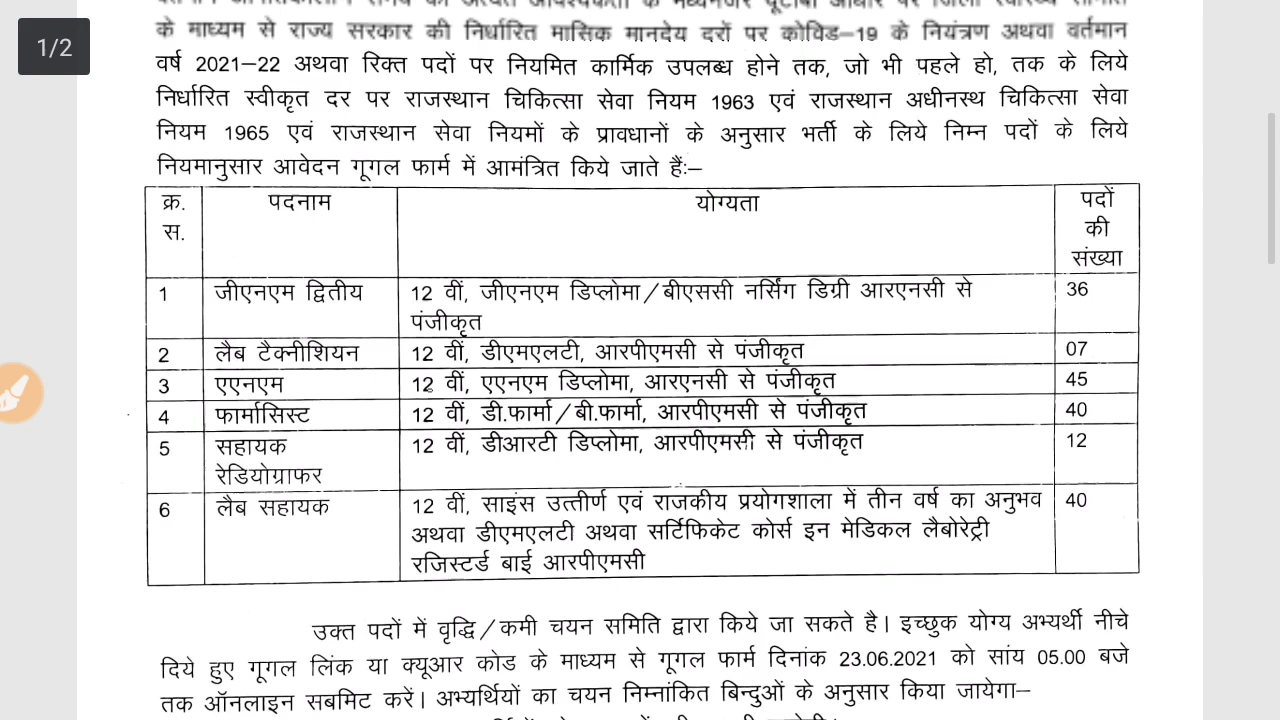 1/2
के माध्यम से राज्य सरकार की निर्धारित मासिक मानदेय दरों पर कोविड–19 के नियंत्रण अथवा वर्तमान
वर्ष 2021–22 अथवा रिक्त पदों पर नियमित कार्मिक उपलब्ध होने तक, जो भी पहले हो, तक के लिये
निर्धारित स्वीकृत दर पर राजस्थान चिकित्सा सेवा नियम 1963 एवं राजस्थान अधीनस्थ चिकित्सा सेवा
नियम 1965 एवं राजस्थान सेवा नियमों के प्रावधानों के अनुसार भर्ती के लिये निम्न पदों के लिये
नियमानुसार आवेदन गूगल फार्म में आमंत्रित किये जाते हैंः–
क्र. स. पदनाम योग्यता पदों की संख्या
1 जीएनएम द्वितीय 12 वीं, जीएनएम डिप्लोमा/बीएससी नर्सिंग डिग्री आरएनसी से 36
पंजीकृत
2 लैब टैक्नीशियन 12 वीं, डीएमएलटी, आरपीएमसी से पंजीकृत 07
3 एएनएम 12 वीं, एएनएम डिप्लोमा, आरएनसी से पंजीकृत 45
4 फार्मासिस्ट 12 वीं, डी.फार्मा/बी.फार्मा, आरपीएमसी से पंजीकृत 40
5 सहायक 12 वीं, डीआरटी डिप्लोमा, आरपीएमसी से पंजीकृत 12
रेडियोग्राफर
6 लैब सहायक 12 वीं, साइंस उत्तीर्ण एवं राजकीय प्रयोगशाला में तीन वर्ष का अनुभव 40
अथवा डीएमएलटी अथवा सर्टिफिकेट कोर्स इन मेडिकल लैबोरेट्री
रजिस्टर्ड बाई आरपीएमसी
उक्त पदों में वृद्धि/कमी चयन समिति द्वारा किये जा सकते है। इच्छुक योग्य अभ्यर्थी नीचे
दिये हुए गूगल लिंक या क्यूआर कोड के माध्यम से गूगल फार्म दिनांक 23.06.2021 को सांय 05.00 बजे
तक ऑनलाइन सबमिट करें। अभ्यर्थियों का चयन निम्नांकित बिन्दुओं के अनुसार किया जायेगा–